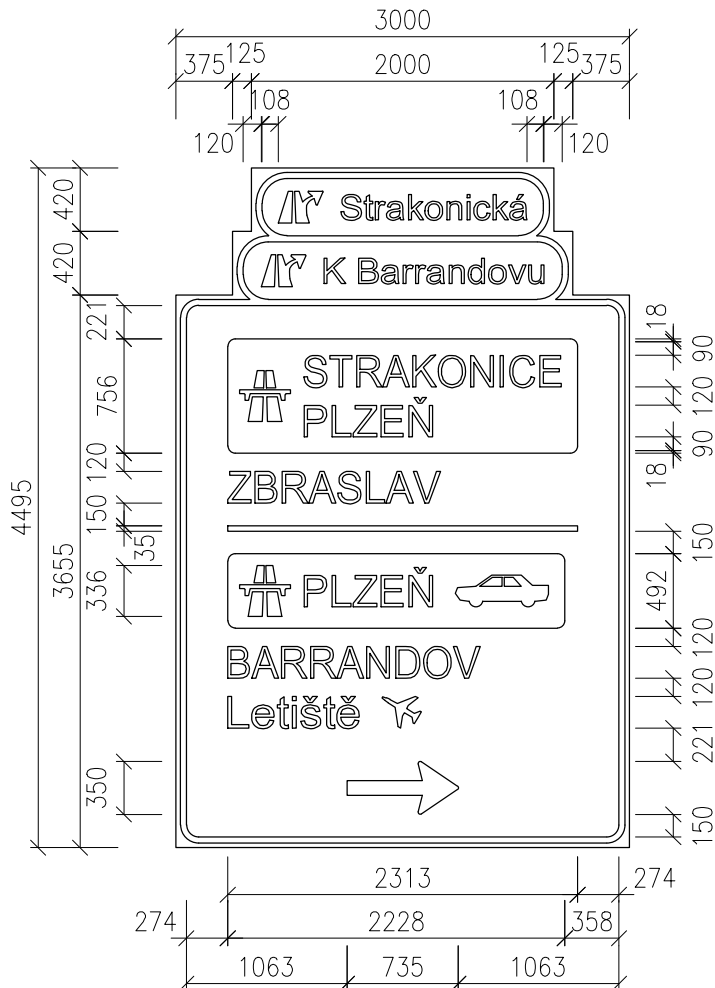 3000
375 125 2000 125 375
108 108
120 120
Strakonická
K Barrandovu
420
420
221
756
120
150
35
336
350
4495
3655
STRAKONICE
PLZEŇ
ZBRASLAV
PLZEŇ
BARRANDOV
Letiště
18
90
120
90
18
150
492
120
120
221
150
2313 274
274 2228 358
1063 735 1063